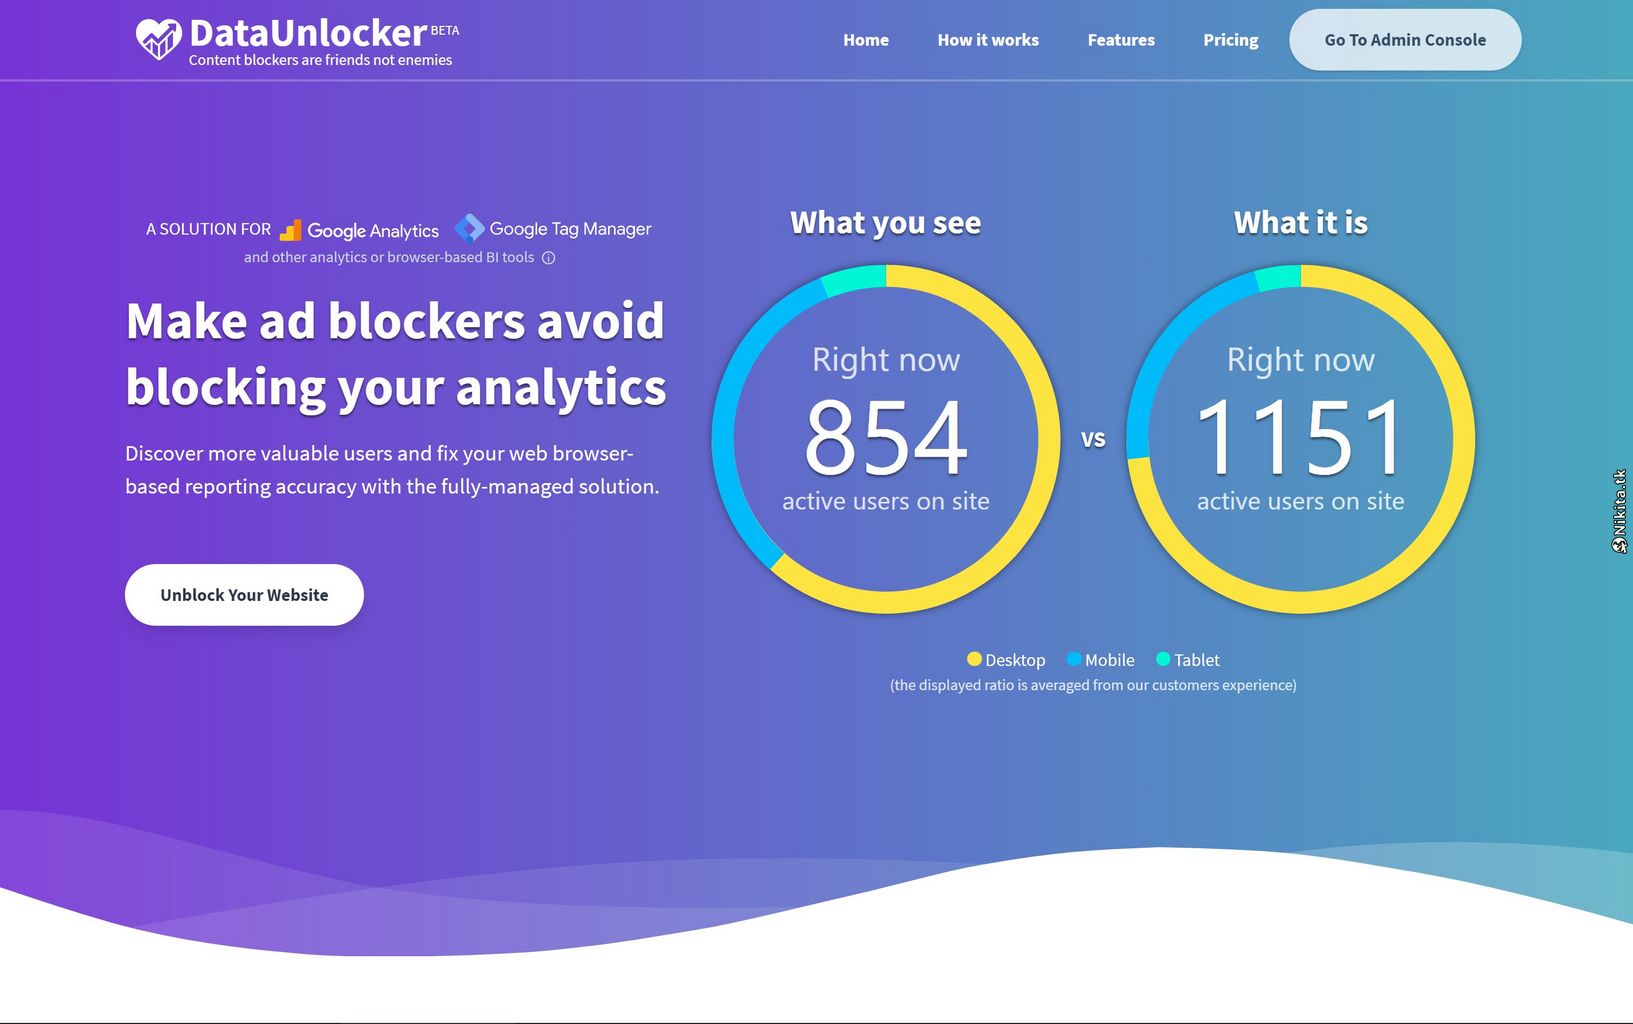 DataUnlocker BETA
Content blockers are friends not enemies
Home
How it works
Features
Pricing
Go To Admin Console
A SOLUTION FOR Google Analytics Google Tag Manager
and other analytics or browser-based BI tools
Make ad blockers avoid
blocking your analytics
Discover more valuable users and fix your web browser-
based reporting accuracy with the fully-managed solution.
Unblock Your Website
What you see
Right now
854
active users on site
vs
What it is
Right now
1151
active users on site
Desktop
Mobile
Tablet
(the displayed ratio is averaged from our customers experience)
Nikita.tk